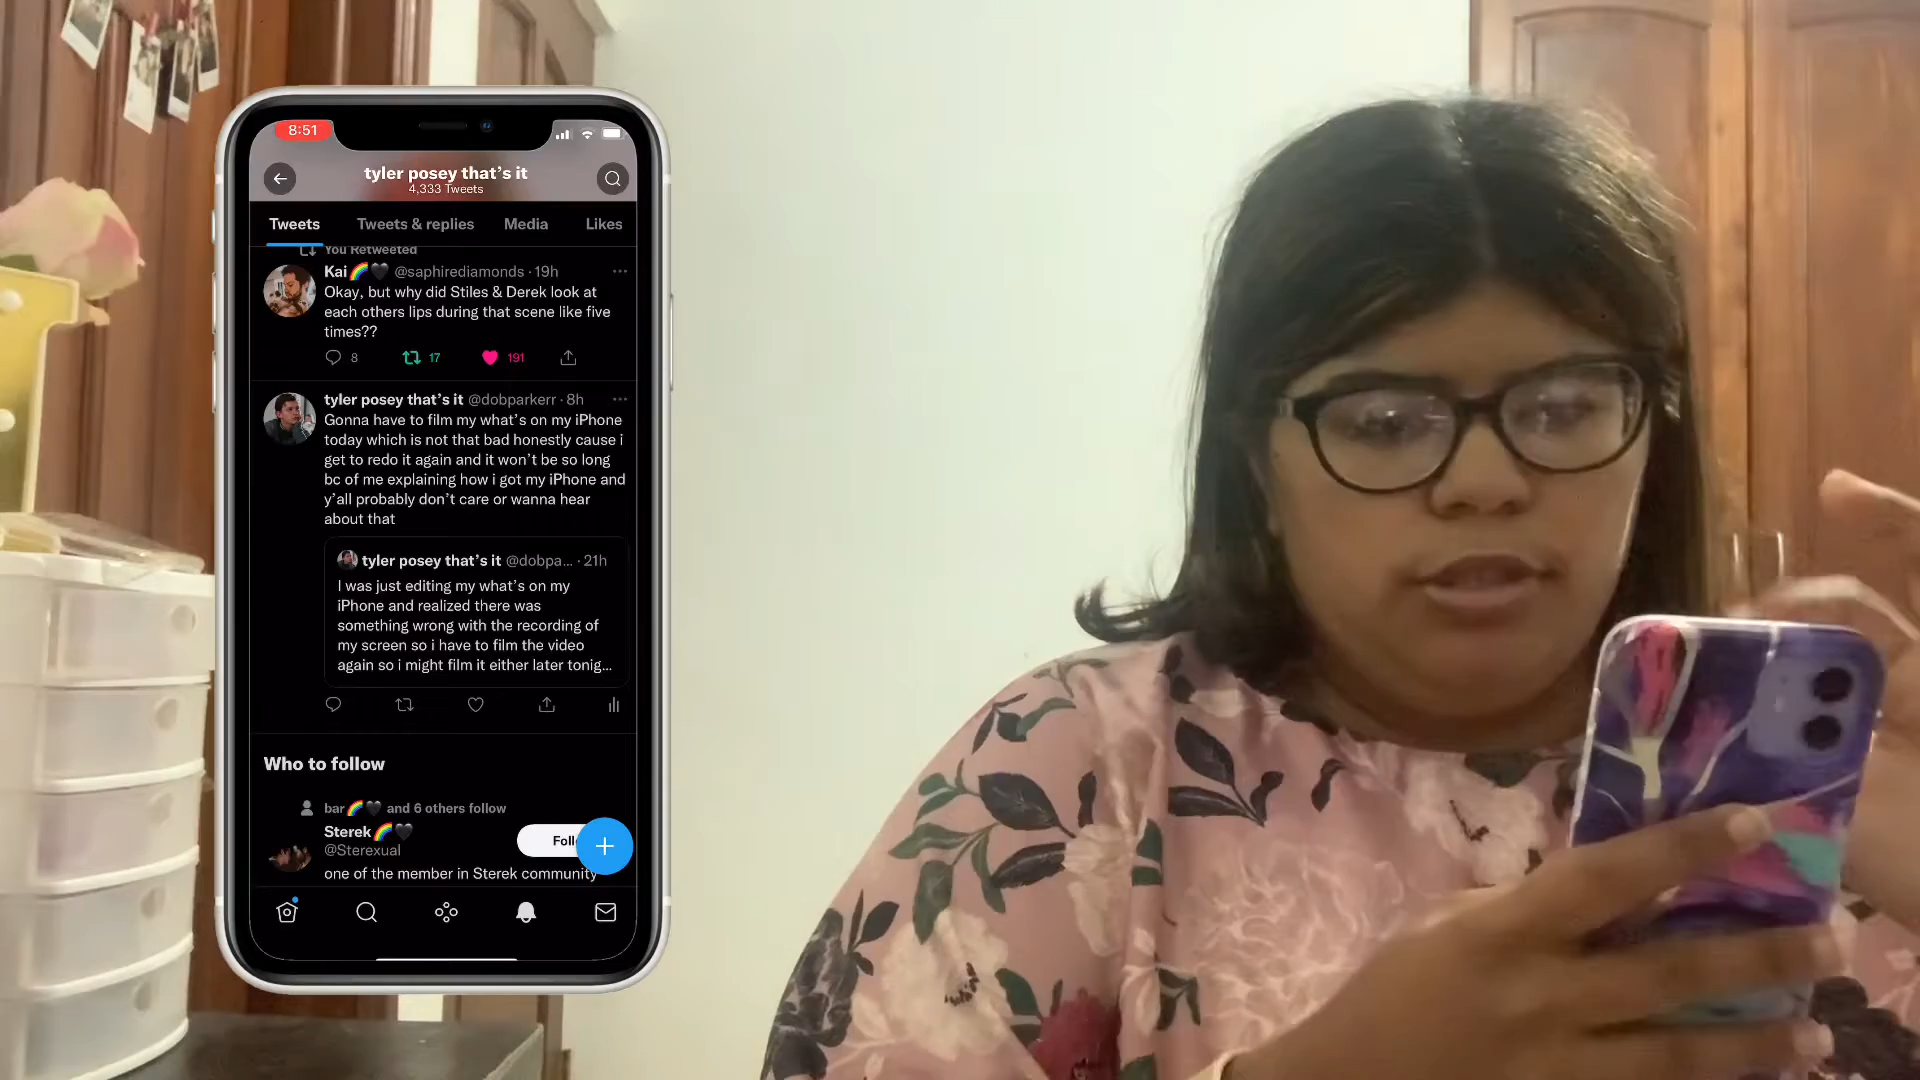 8:51
tyler posey that's it
4,333 Tweets
Tweets Tweets & replies Media Likes
You Retweeted
Kai🌈🖤 @saphirediamonds · 19h
Okay, but why did Stiles & Derek look at
each others lips during that scene like five
times??
8 17 191
tyler posey that's it @dobparkerr · 8h
Gonna have to film my what's on my iPhone
today which is not that bad honestly cause i
get to redo it again and it won't be so long
bc of me explaining how i got my iPhone and
y'all probably don't care or wanna hear
about that
tyler posey that's it @dobpa... · 21h
I was just editing my what's on my
iPhone and realized there was
something wrong with the recording of
my screen so i have to film the video
again so i might film it either later tonig...
Who to follow
bar🌈🖤 and 6 others follow
Sterek🌈🖤
@Sterexual
Foll
one of the member in Sterek community